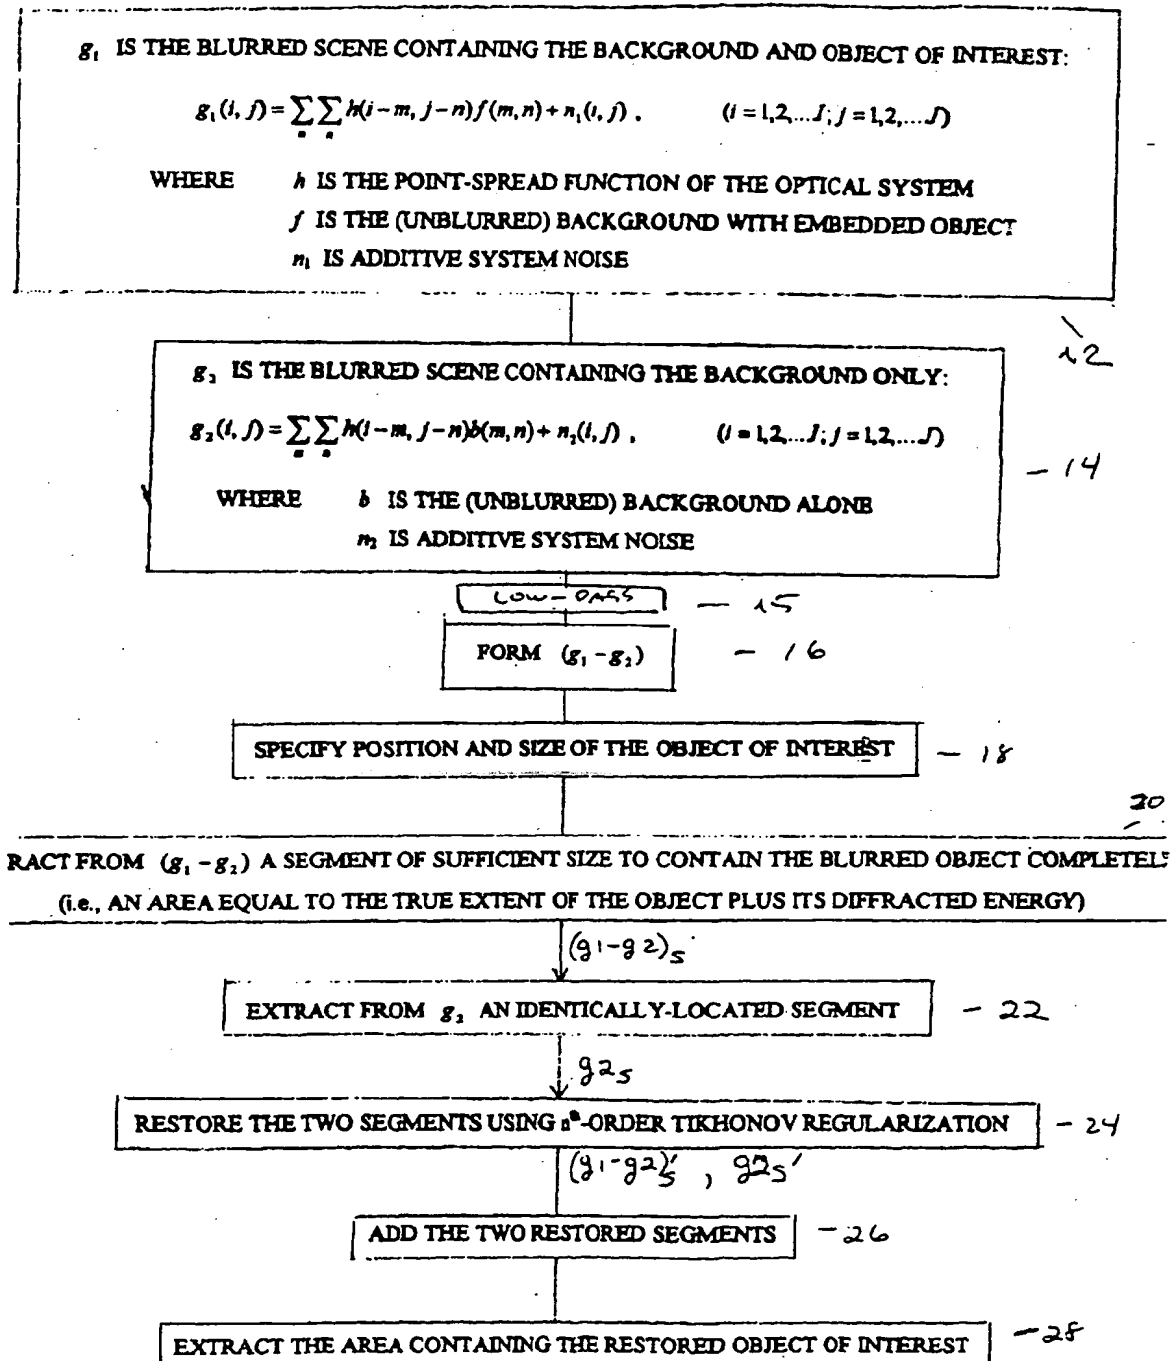 g₁ IS THE BLURRED SCENE CONTAINING THE BACKGROUND AND OBJECT OF INTEREST:
g₁(i, j) = ∑∑ h(i−m, j−n) f(m,n) + n₁(i, j) , (i = 1,2,...I; j = 1,2,...J)
m n
WHERE h IS THE POINT-SPREAD FUNCTION OF THE OPTICAL SYSTEM
f IS THE (UNBLURRED) BACKGROUND WITH EMBEDDED OBJECT
n₁ IS ADDITIVE SYSTEM NOISE
12
g₂ IS THE BLURRED SCENE CONTAINING THE BACKGROUND ONLY:
g₂(i, j) = ∑∑ h(i−m, j−n)b(m,n) + n₂(i, j) , (i = 1,2,...I; j = 1,2,...J)
m n
– 14
WHERE b IS THE (UNBLURRED) BACKGROUND ALONE
n₂ IS ADDITIVE SYSTEM NOISE
LOW-PASS – 15
FORM (g₁ - g₂) – 16
SPECIFY POSITION AND SIZE OF THE OBJECT OF INTEREST – 18
20
RACT FROM (g₁ - g₂) A SEGMENT OF SUFFICIENT SIZE TO CONTAIN THE BLURRED OBJECT COMPLETEL
(i.e., AN AREA EQUAL TO THE TRUE EXTENT OF THE OBJECT PLUS ITS DIFFRACTED ENERGY)
(g1-g2)s
EXTRACT FROM g₂ AN IDENTICALLY-LOCATED SEGMENT – 22
g2s
RESTORE THE TWO SEGMENTS USING nᵗʰ-ORDER TIKHONOV REGULARIZATION – 24
(g1-g2)s' , g2s'
ADD THE TWO RESTORED SEGMENTS – 26
EXTRACT THE AREA CONTAINING THE RESTORED OBJECT OF INTEREST – 28